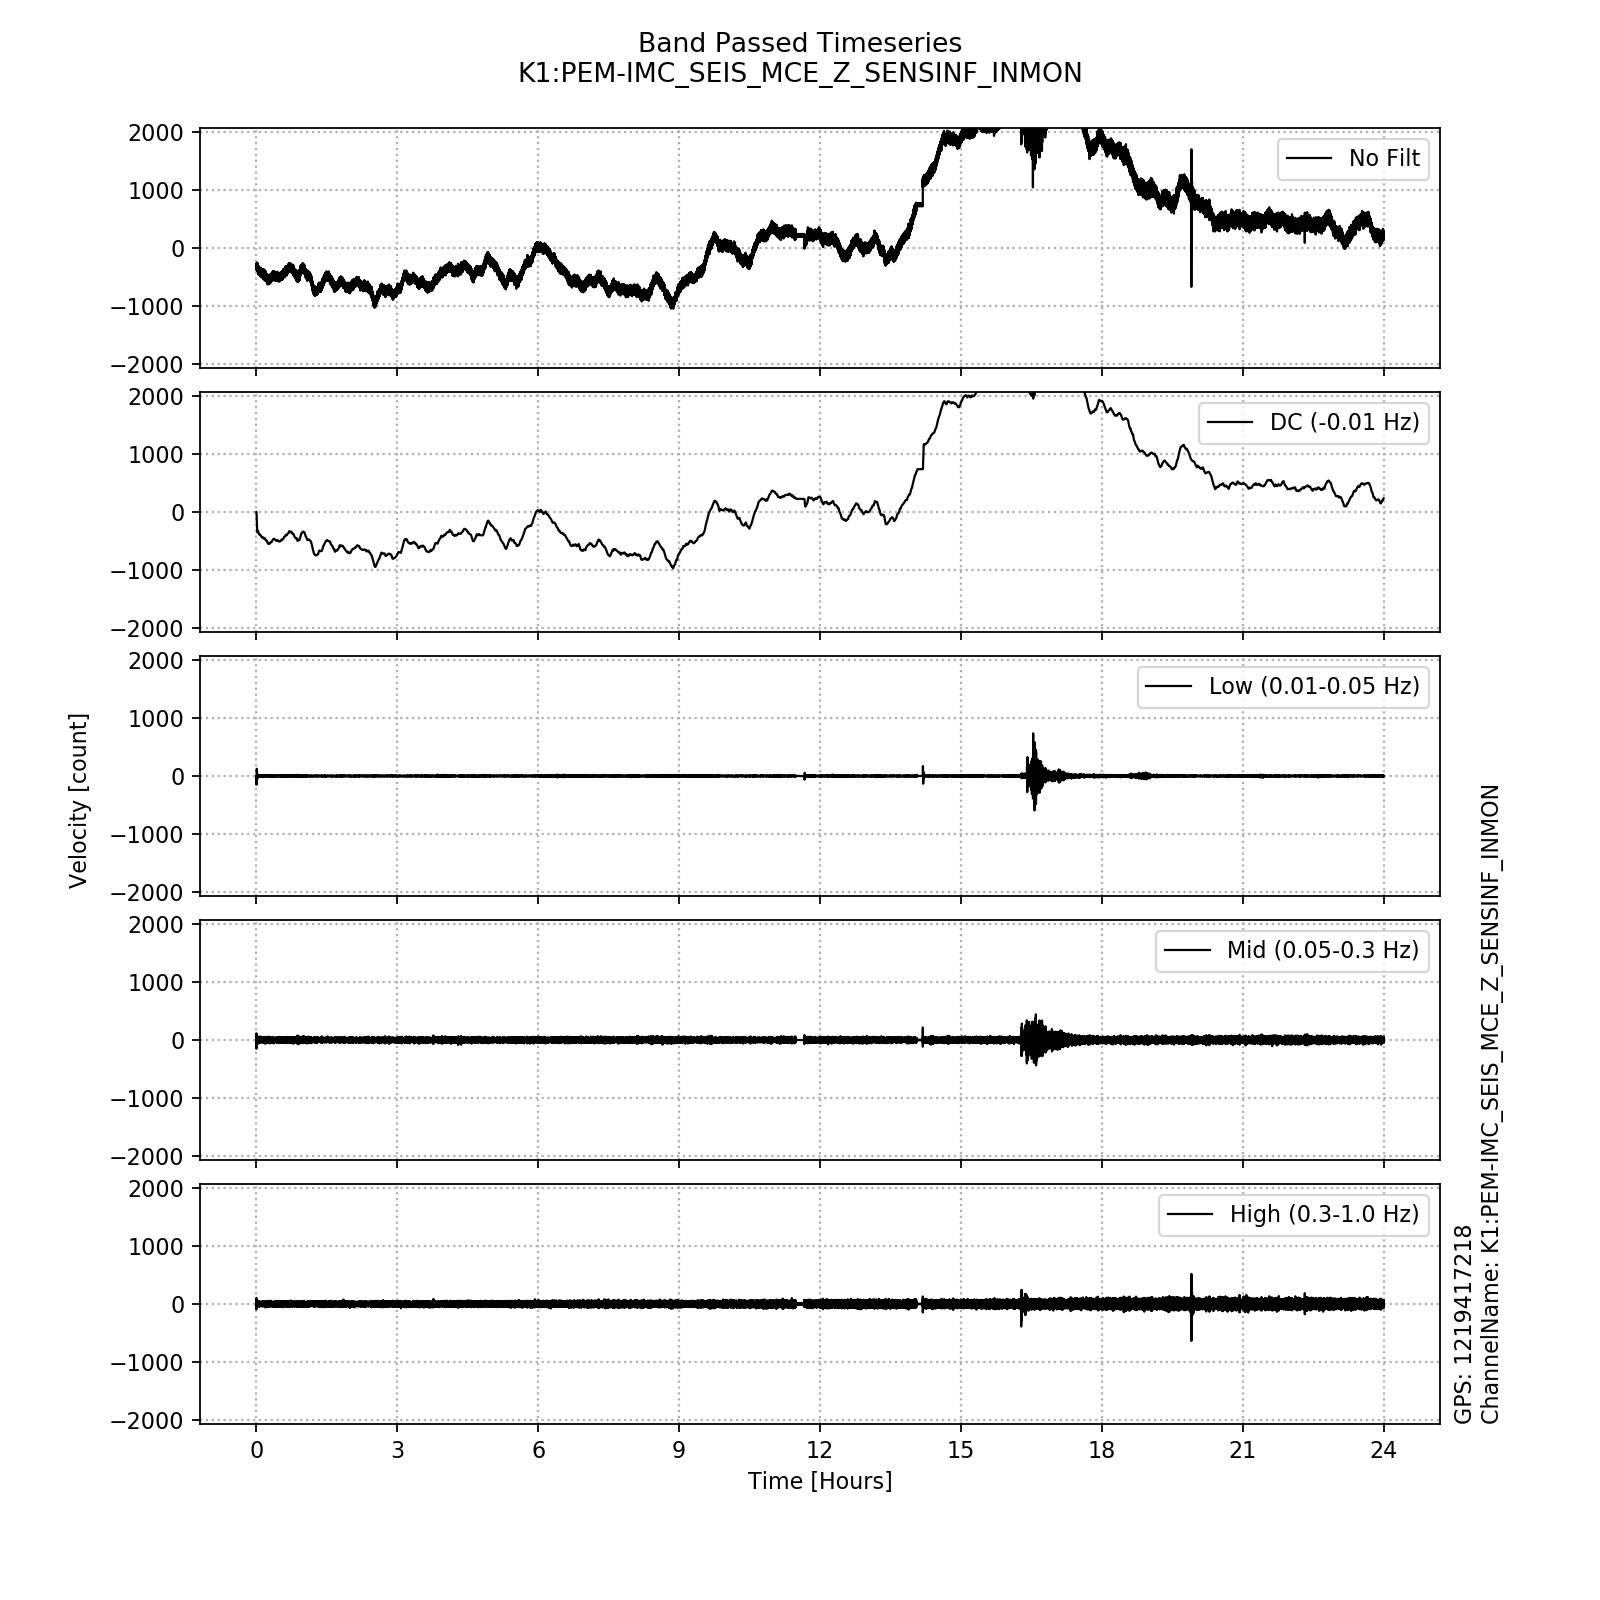 Band Passed Timeseries
K1:PEM-IMC_SEIS_MCE_Z_SENSINF_INMON
2000
1000
0
−1000
−2000
No Filt
2000
1000
0
−1000
−2000
DC (-0.01 Hz)
2000
1000
0
−1000
−2000
Low (0.01-0.05 Hz)
2000
1000
0
−1000
−2000
Mid (0.05-0.3 Hz)
2000
1000
0
−1000
−2000
High (0.3-1.0 Hz)
0 3 6 9 12 15 18 21 24
Time [Hours]
Velocity [count]
GPS: 1219417218
ChannelName: K1:PEM-IMC_SEIS_MCE_Z_SENSINF_INMON